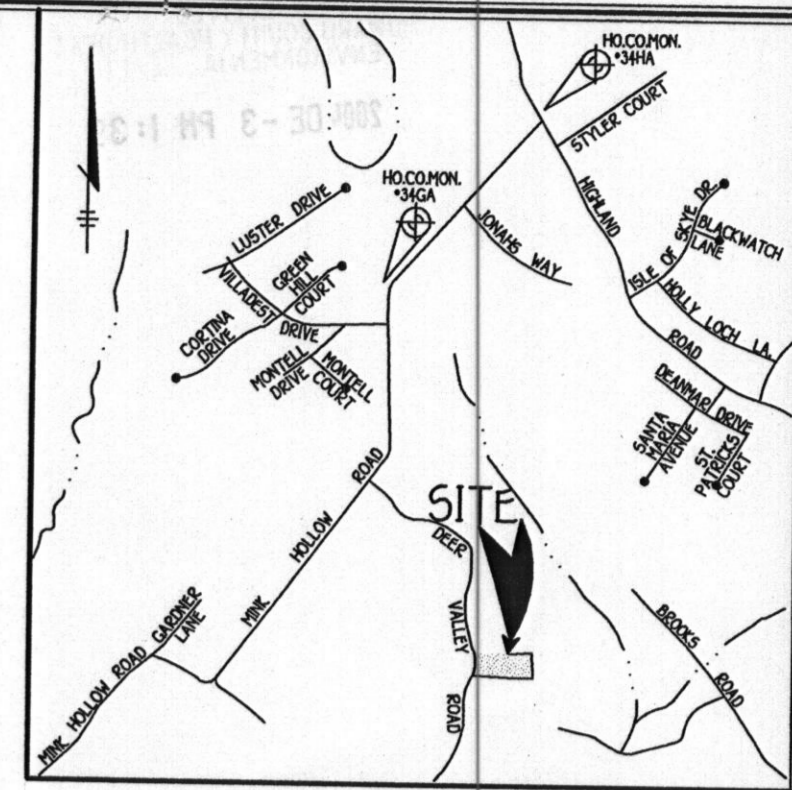 HO.CO.MON.
•34HA
STYLER COURT
HO.CO.MON.
•34GA
HIGHLAND
ROAD
JONAHS WAY
ISLE OF SKYE DR.
BLACKWATCH
LANE
HOLLY LOCH LA.
LUSTER DRIVE
GREEN
HILL
COURT
VILLADEST
DRIVE
CORTINA
DRIVE
MONTELL
DRIVE
MONTELL
COURT
DEANMAR DRIVE
SANTA
MARIA
AVENUE
ST.
PATRICKS
COURT
SITE
MINK HOLLOW ROAD
DEER
VALLEY
ROAD
GARDNER
LANE
MINK HOLLOW ROAD
BROOKS
ROAD
2004 DE -3 PM 1:3